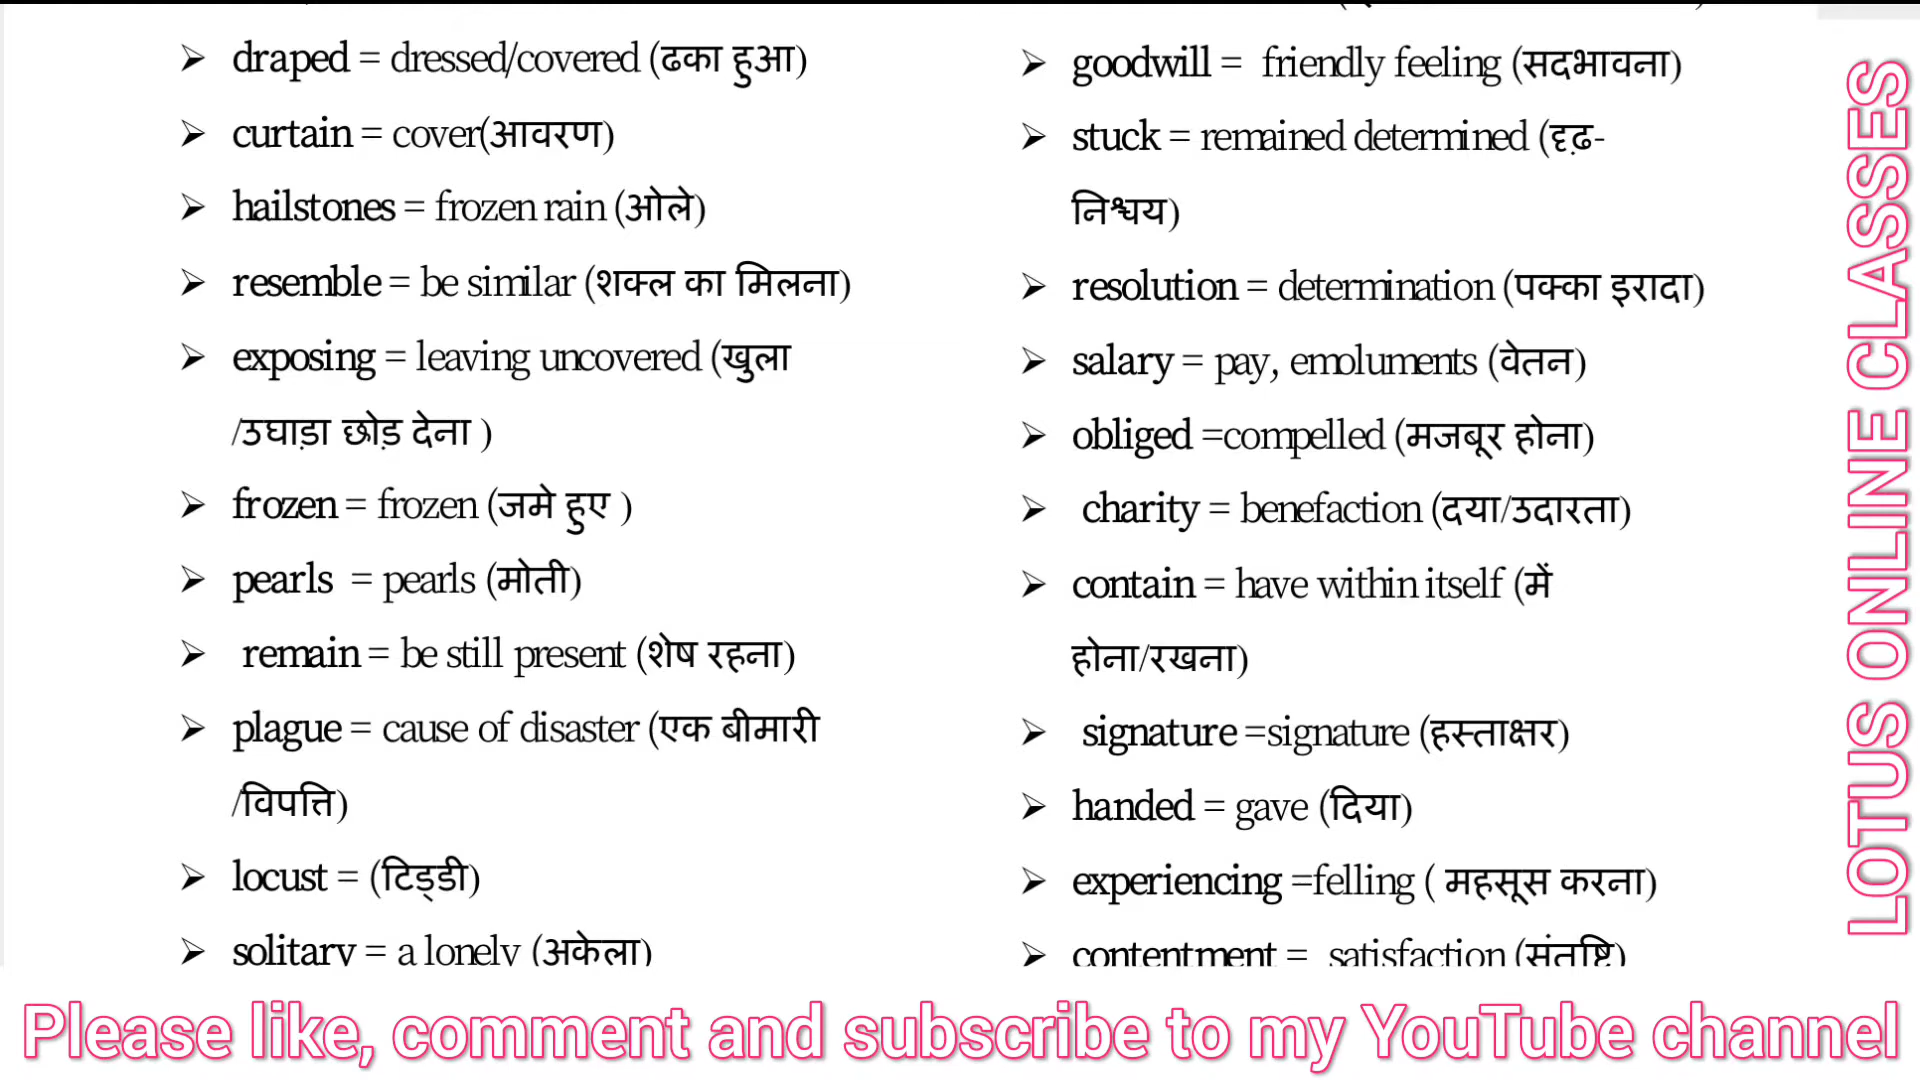 ➢ draped = dressed/covered (ढका हुआ)
➢ curtain = cover(आवरण)
➢ hailstones = frozen rain (ओले)
➢ resemble = be similar (शक्ल का मिलना)
➢ exposing = leaving uncovered (खुला
/उघाड़ा छोड़ देना )
➢ frozen = frozen (जमे हुए )
➢ pearls = pearls (मोती)
➢ remain = be still present (शेष रहना)
➢ plague = cause of disaster (एक बीमारी
/विपत्ति)
➢ locust = (टिड्डी)
➢ solitary = a lonely (अकेला)
➢ goodwill = friendly feeling (सदभावना)
➢ stuck = remained determined (दृढ़-
निश्चय)
➢ resolution = determination (पक्का इरादा)
➢ salary = pay, emoluments (वेतन)
➢ obliged =compelled (मजबूर होना)
➢ charity = benefaction (दया/उदारता)
➢ contain = have within itself (में
होना/रखना)
➢ signature =signature (हस्ताक्षर)
➢ handed = gave (दिया)
➢ experiencing =felling ( महसूस करना)
➢ contentment = satisfaction (संतुष्टि)
LOTUS ONLINE CLASSES
Please like, comment and subscribe to my YouTube channel